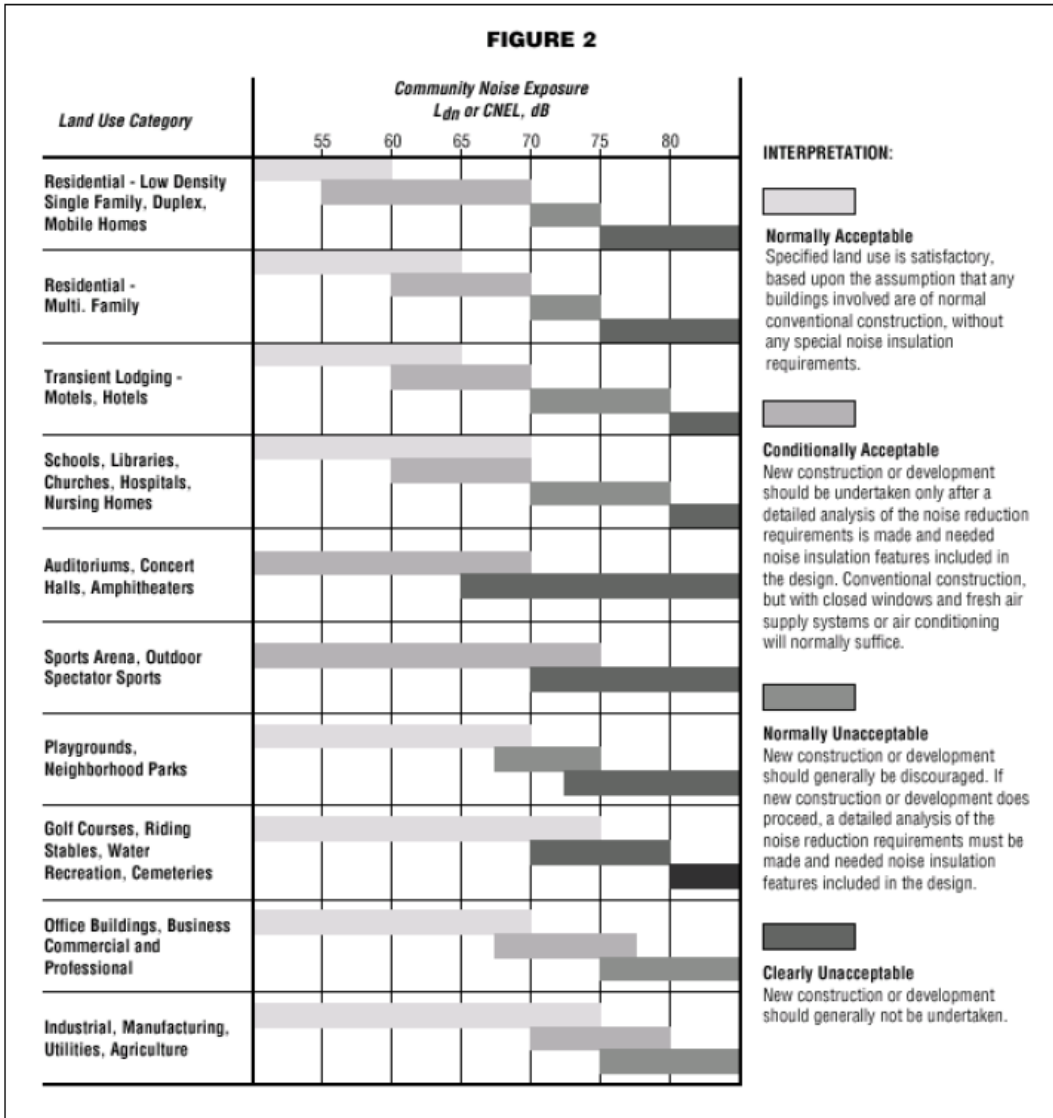 FIGURE 2
Land Use Category
Community Noise Exposure
Ldn or CNEL, dB
55 60 65 70 75 80
Residential - Low Density
Single Family, Duplex,
Mobile Homes
Residential -
Multi. Family
Transient Lodging -
Motels, Hotels
Schools, Libraries,
Churches, Hospitals,
Nursing Homes
Auditoriums, Concert
Halls, Amphitheaters
Sports Arena, Outdoor
Spectator Sports
Playgrounds,
Neighborhood Parks
Golf Courses, Riding
Stables, Water
Recreation, Cemeteries
Office Buildings, Business
Commercial and
Professional
Industrial, Manufacturing,
Utilities, Agriculture
INTERPRETATION:
Normally Acceptable
Specified land use is satisfactory,
based upon the assumption that any
buildings involved are of normal
conventional construction, without
any special noise insulation
requirements.
Conditionally Acceptable
New construction or development
should be undertaken only after a
detailed analysis of the noise reduction
requirements is made and needed
noise insulation features included in
the design. Conventional construction,
but with closed windows and fresh air
supply systems or air conditioning
will normally suffice.
Normally Unacceptable
New construction or development
should generally be discouraged. If
new construction or development does
proceed, a detailed analysis of the
noise reduction requirements must be
made and needed noise insulation
features included in the design.
Clearly Unacceptable
New construction or development
should generally not be undertaken.